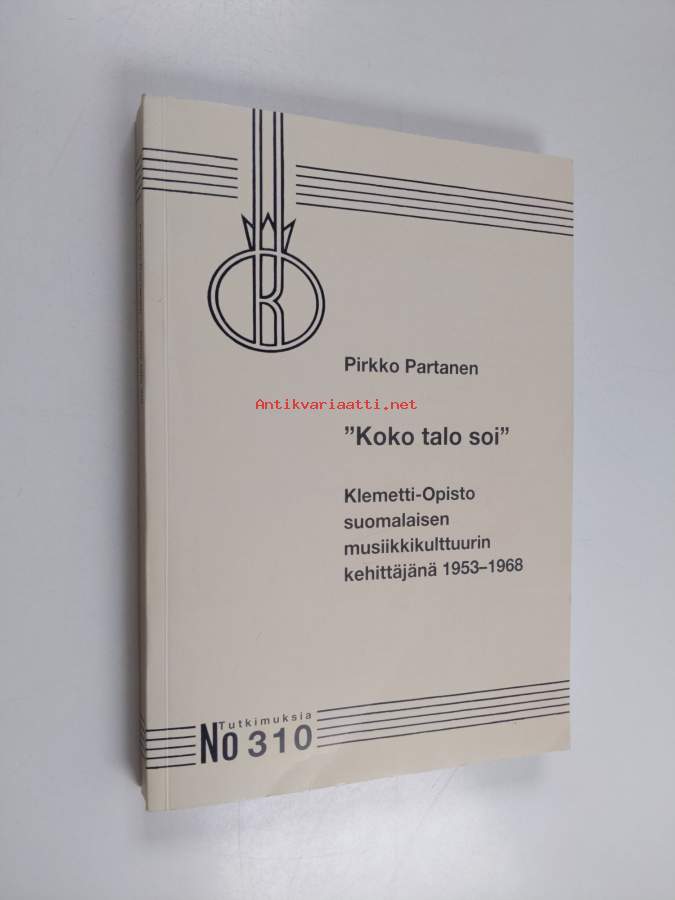 Pirkko Partanen
Antikvariaatti.net
”Koko talo soi”
Klemetti-Opisto
suomalaisen
musiikkikulttuurin
kehittäjänä 1953–1968
Tutkimuksia
No 310